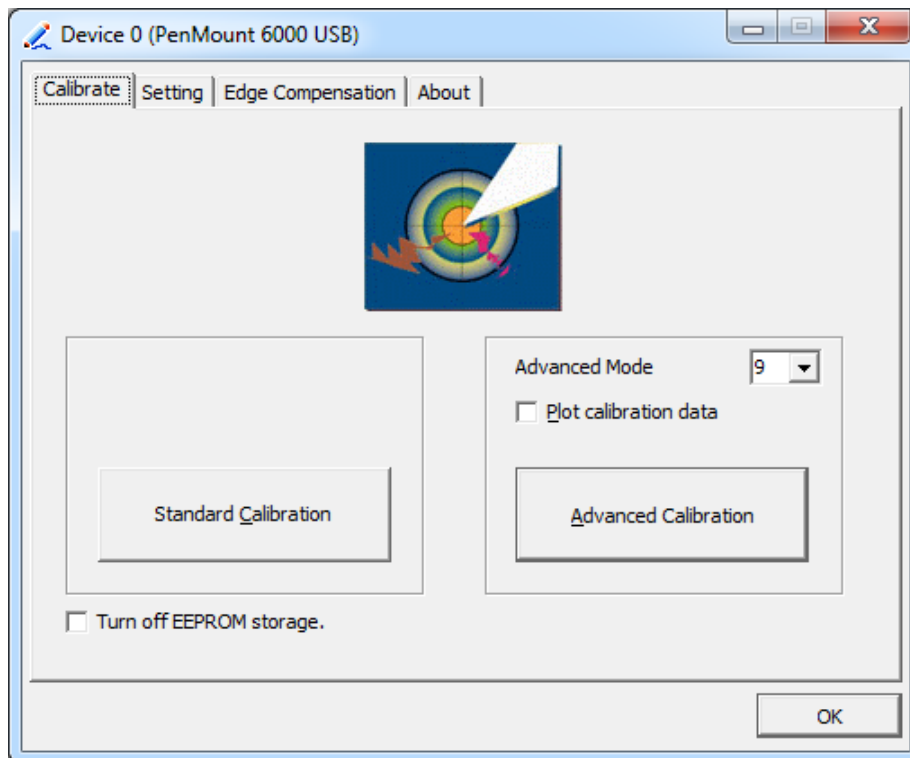 Device 0 (PenMount 6000 USB)
Calibrate Setting Edge Compensation About
Advanced Mode 9
Plot calibration data
Standard Calibration
Advanced Calibration
Turn off EEPROM storage.
OK